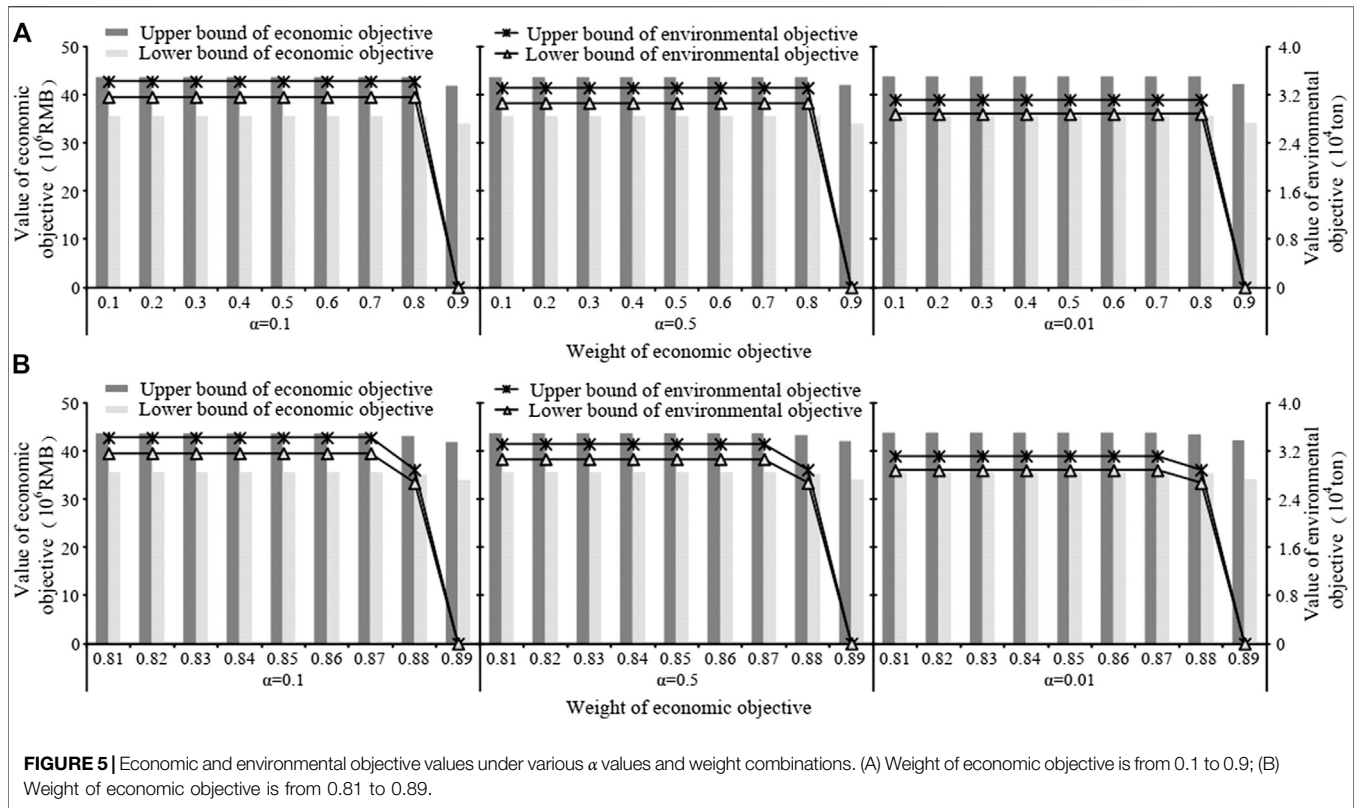 A
Upper bound of economic objective
Lower bound of economic objective
Upper bound of environmental objective
Lower bound of environmental objective
Value of economic
objective (10^6RMB)
50
40
30
20
10
0
4.0
3.2
2.4
1.6
0.8
0
Value of environmental
objective (10^4ton)
0.1 0.2 0.3 0.4 0.5 0.6 0.7 0.8 0.9 0.1 0.2 0.3 0.4 0.5 0.6 0.7 0.8 0.9 0.1 0.2 0.3 0.4 0.5 0.6 0.7 0.8 0.9
α=0.1 α=0.5 α=0.01
Weight of economic objective
B
Upper bound of economic objective
Lower bound of economic objective
Upper bound of environmental objective
Lower bound of environmental objective
Value of economic
objective (10^6RMB)
50
40
30
20
10
0
4.0
3.2
2.4
1.6
0.8
0
Value of environmental
objective (10^4ton)
0.81 0.82 0.83 0.84 0.85 0.86 0.87 0.88 0.89 0.81 0.82 0.83 0.84 0.85 0.86 0.87 0.88 0.89 0.81 0.82 0.83 0.84 0.85 0.86 0.87 0.88 0.89
α=0.1 α=0.5 α=0.01
Weight of economic objective
FIGURE 5 | Economic and environmental objective values under various α values and weight combinations. (A) Weight of economic objective is from 0.1 to 0.9; (B)
Weight of economic objective is from 0.81 to 0.89.